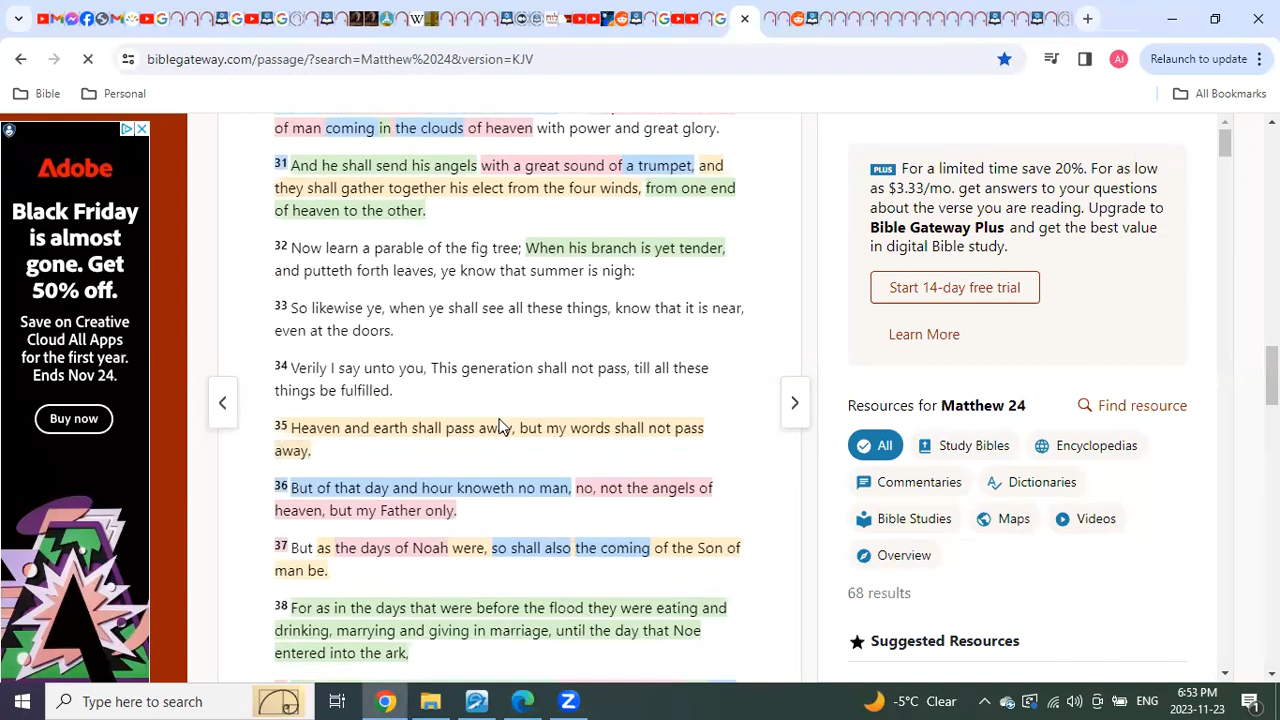 biblegateway.com/passage/?search=Matthew%2024&version=KJV
AI
Relaunch to update
Bible
Personal
All Bookmarks
Adobe
Black Friday
is almost
gone. Get
50% off.
Save on Creative
Cloud All Apps
for the first year.
Ends Nov 24.
Buy now
of man coming in the clouds of heaven with power and great glory.
31 And he shall send his angels with a great sound of a trumpet, and
they shall gather together his elect from the four winds, from one end
of heaven to the other.
32 Now learn a parable of the fig tree; When his branch is yet tender,
and putteth forth leaves, ye know that summer is nigh:
33 So likewise ye, when ye shall see all these things, know that it is near,
even at the doors.
34 Verily I say unto you, This generation shall not pass, till all these
things be fulfilled.
35 Heaven and earth shall pass away, but my words shall not pass
away.
36 But of that day and hour knoweth no man, no, not the angels of
heaven, but my Father only.
37 But as the days of Noah were, so shall also the coming of the Son of
man be.
38 For as in the days that were before the flood they were eating and
drinking, marrying and giving in marriage, until the day that Noe
entered into the ark,
PLUS For a limited time save 20%. For as low
as $3.33/mo. get answers to your questions
about the verse you are reading. Upgrade to
Bible Gateway Plus and get the best value
in digital Bible study.
Start 14-day free trial
Learn More
Resources for Matthew 24
Find resource
All
Study Bibles
Encyclopedias
Commentaries
Dictionaries
Bible Studies
Maps
Videos
Overview
68 results
Suggested Resources
Type here to search
-5°C Clear
ENG
6:53 PM
2023-11-23